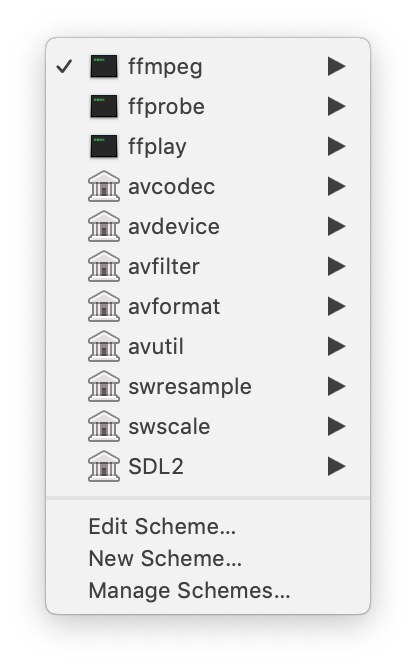 ffmpeg
ffprobe
ffplay
avcodec
avdevice
avfilter
avformat
avutil
swresample
swscale
SDL2
Edit Scheme...
New Scheme...
Manage Schemes...